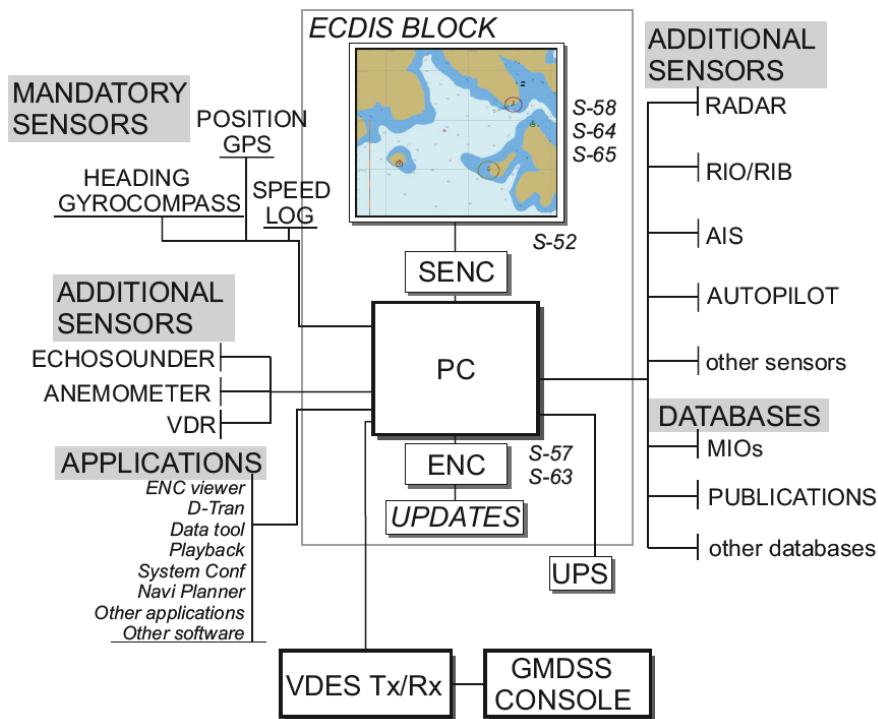 ECDIS BLOCK
MANDATORY
SENSORS
POSITION
GPS
HEADING
GYROCOMPASS
SPEED
LOG
S-58
S-64
S-65
S-52
SENC
ADDITIONAL
SENSORS
RADAR
RIO/RIB
AIS
AUTOPILOT
other sensors
ADDITIONAL
SENSORS
ECHOSOUNDER
ANEMOMETER
VDR
PC
DATABASES
MIOs
PUBLICATIONS
other databases
APPLICATIONS
ENC viewer
D-Tran
Data tool
Playback
System Conf
Navi Planner
Other applications
Other software
ENC
S-57
S-63
UPDATES
UPS
VDES Tx/Rx
GMDSS
CONSOLE